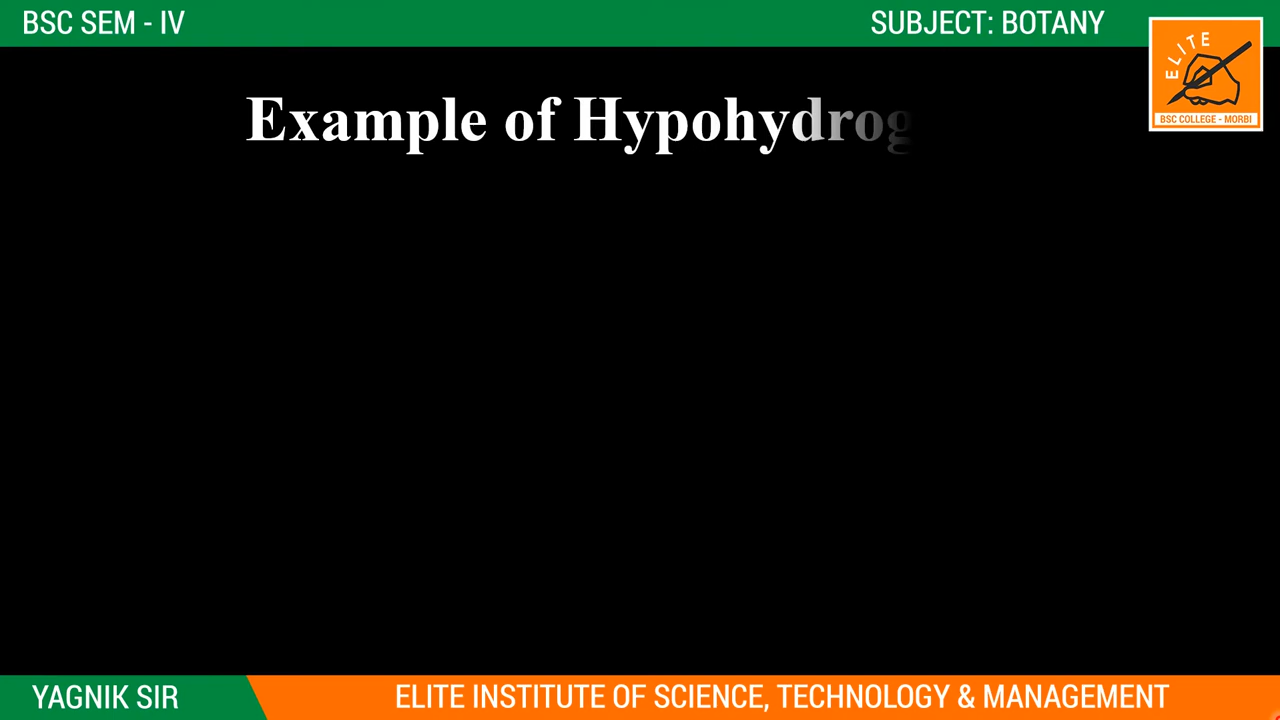 BSC SEM - IV
SUBJECT: BOTANY
ELITE
BSC COLLEGE - MORBI
Example of Hypohydrog
YAGNIK SIR
ELITE INSTITUTE OF SCIENCE, TECHNOLOGY & MANAGEMENT